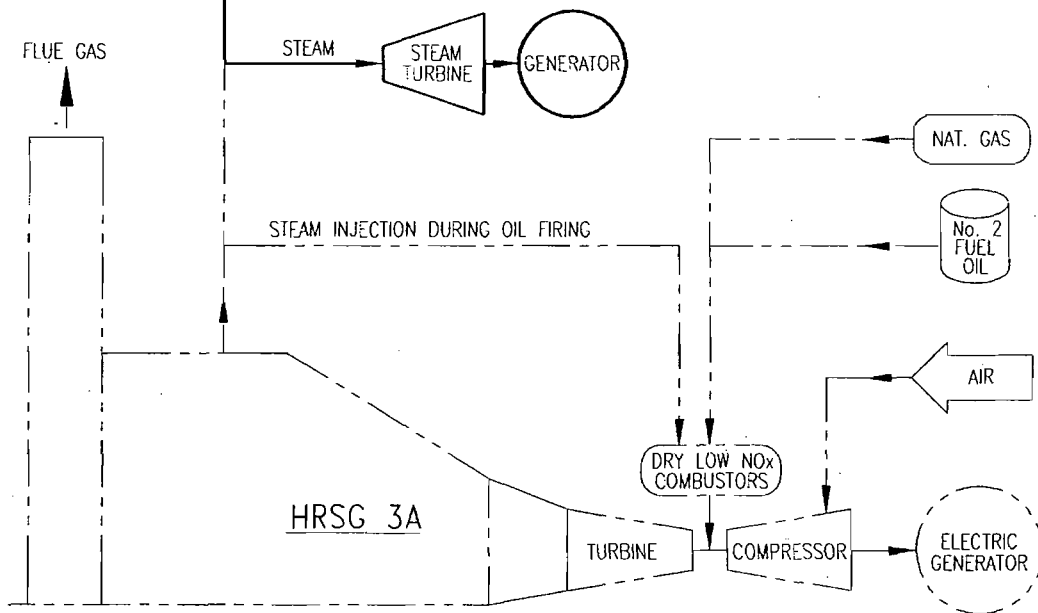 FLUE GAS
STEAM
STEAM
TURBINE
GENERATOR
NAT. GAS
STEAM INJECTION DURING OIL FIRING
No. 2
FUEL
OIL
AIR
DRY LOW NOx
COMBUSTORS
HRSG 3A
TURBINE
COMPRESSOR
ELECTRIC
GENERATOR